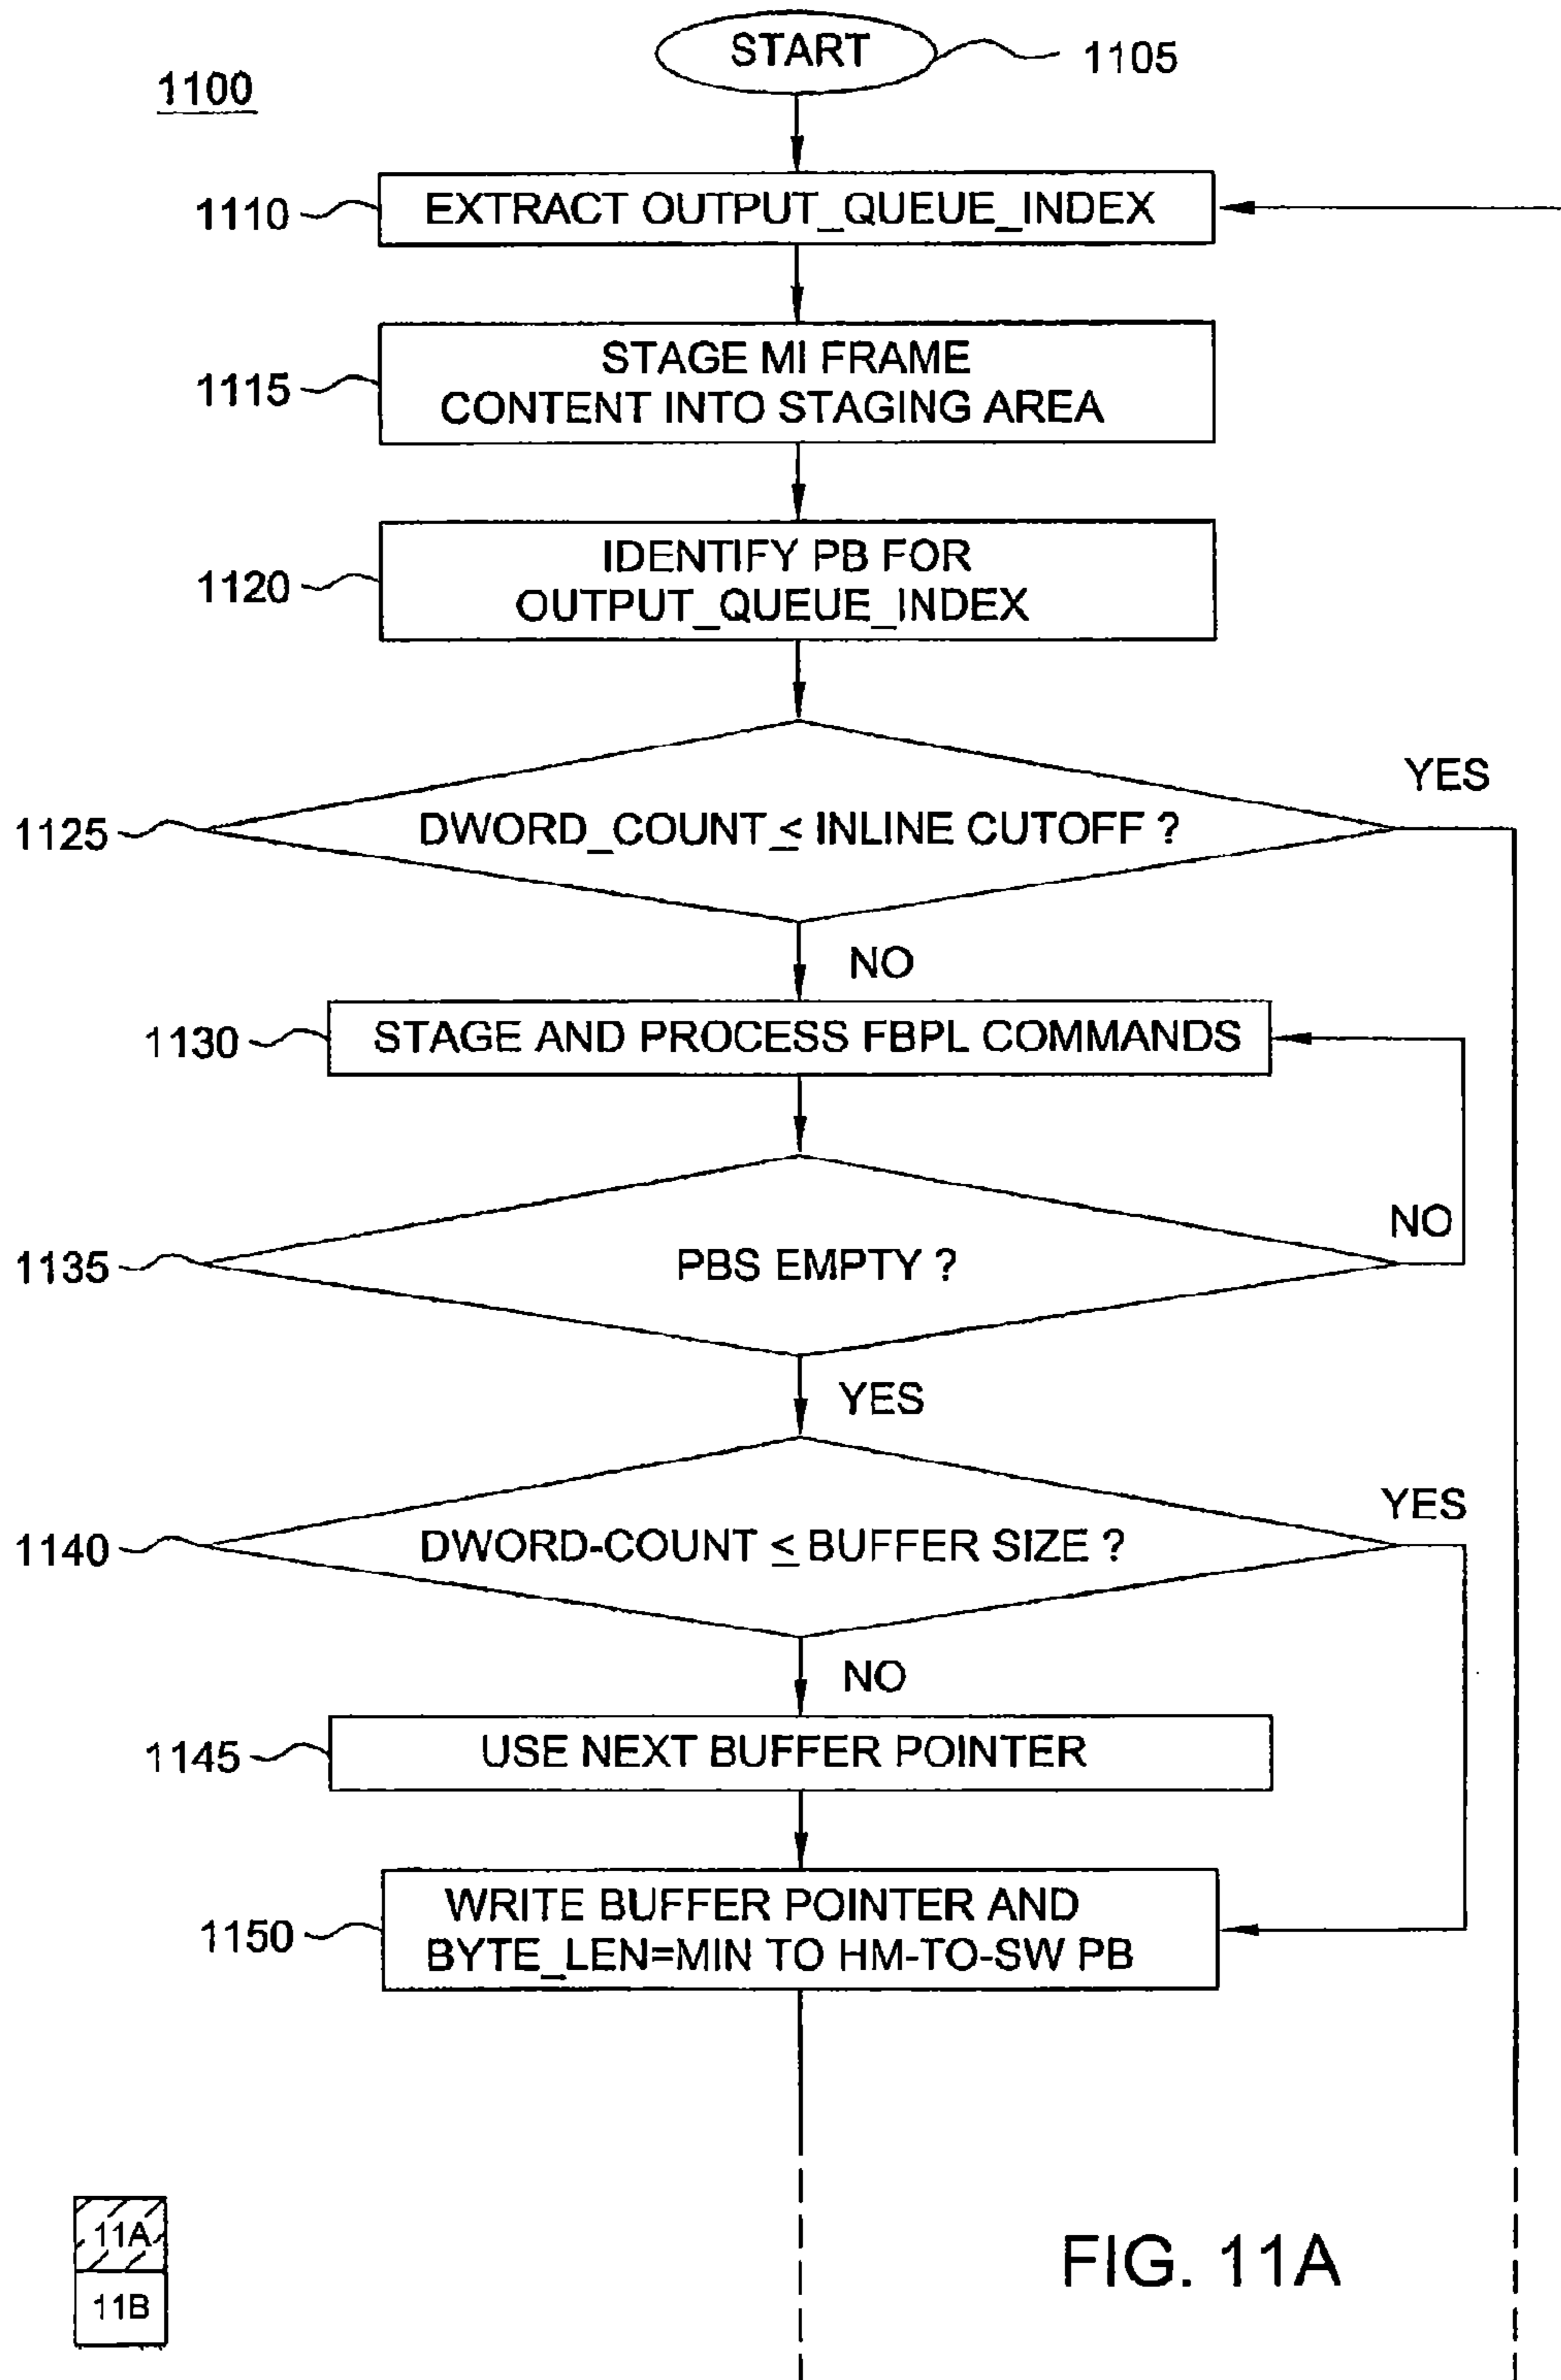 START
1105
1100
1110
EXTRACT OUTPUT_QUEUE_INDEX
1115
STAGE MI FRAME
CONTENT INTO STAGING AREA
1120
IDENTIFY PB FOR
OUTPUT_QUEUE_INDEX
YES
1125
DWORD_COUNT ≤ INLINE CUTOFF ?
NO
1130
STAGE AND PROCESS FBPL COMMANDS
NO
1135
PBS EMPTY ?
YES
YES
1140
DWORD-COUNT ≤ BUFFER SIZE ?
NO
1145
USE NEXT BUFFER POINTER
1150
WRITE BUFFER POINTER AND
BYTE_LEN=MIN TO HM-TO-SW PB
11A
11B
FIG. 11A